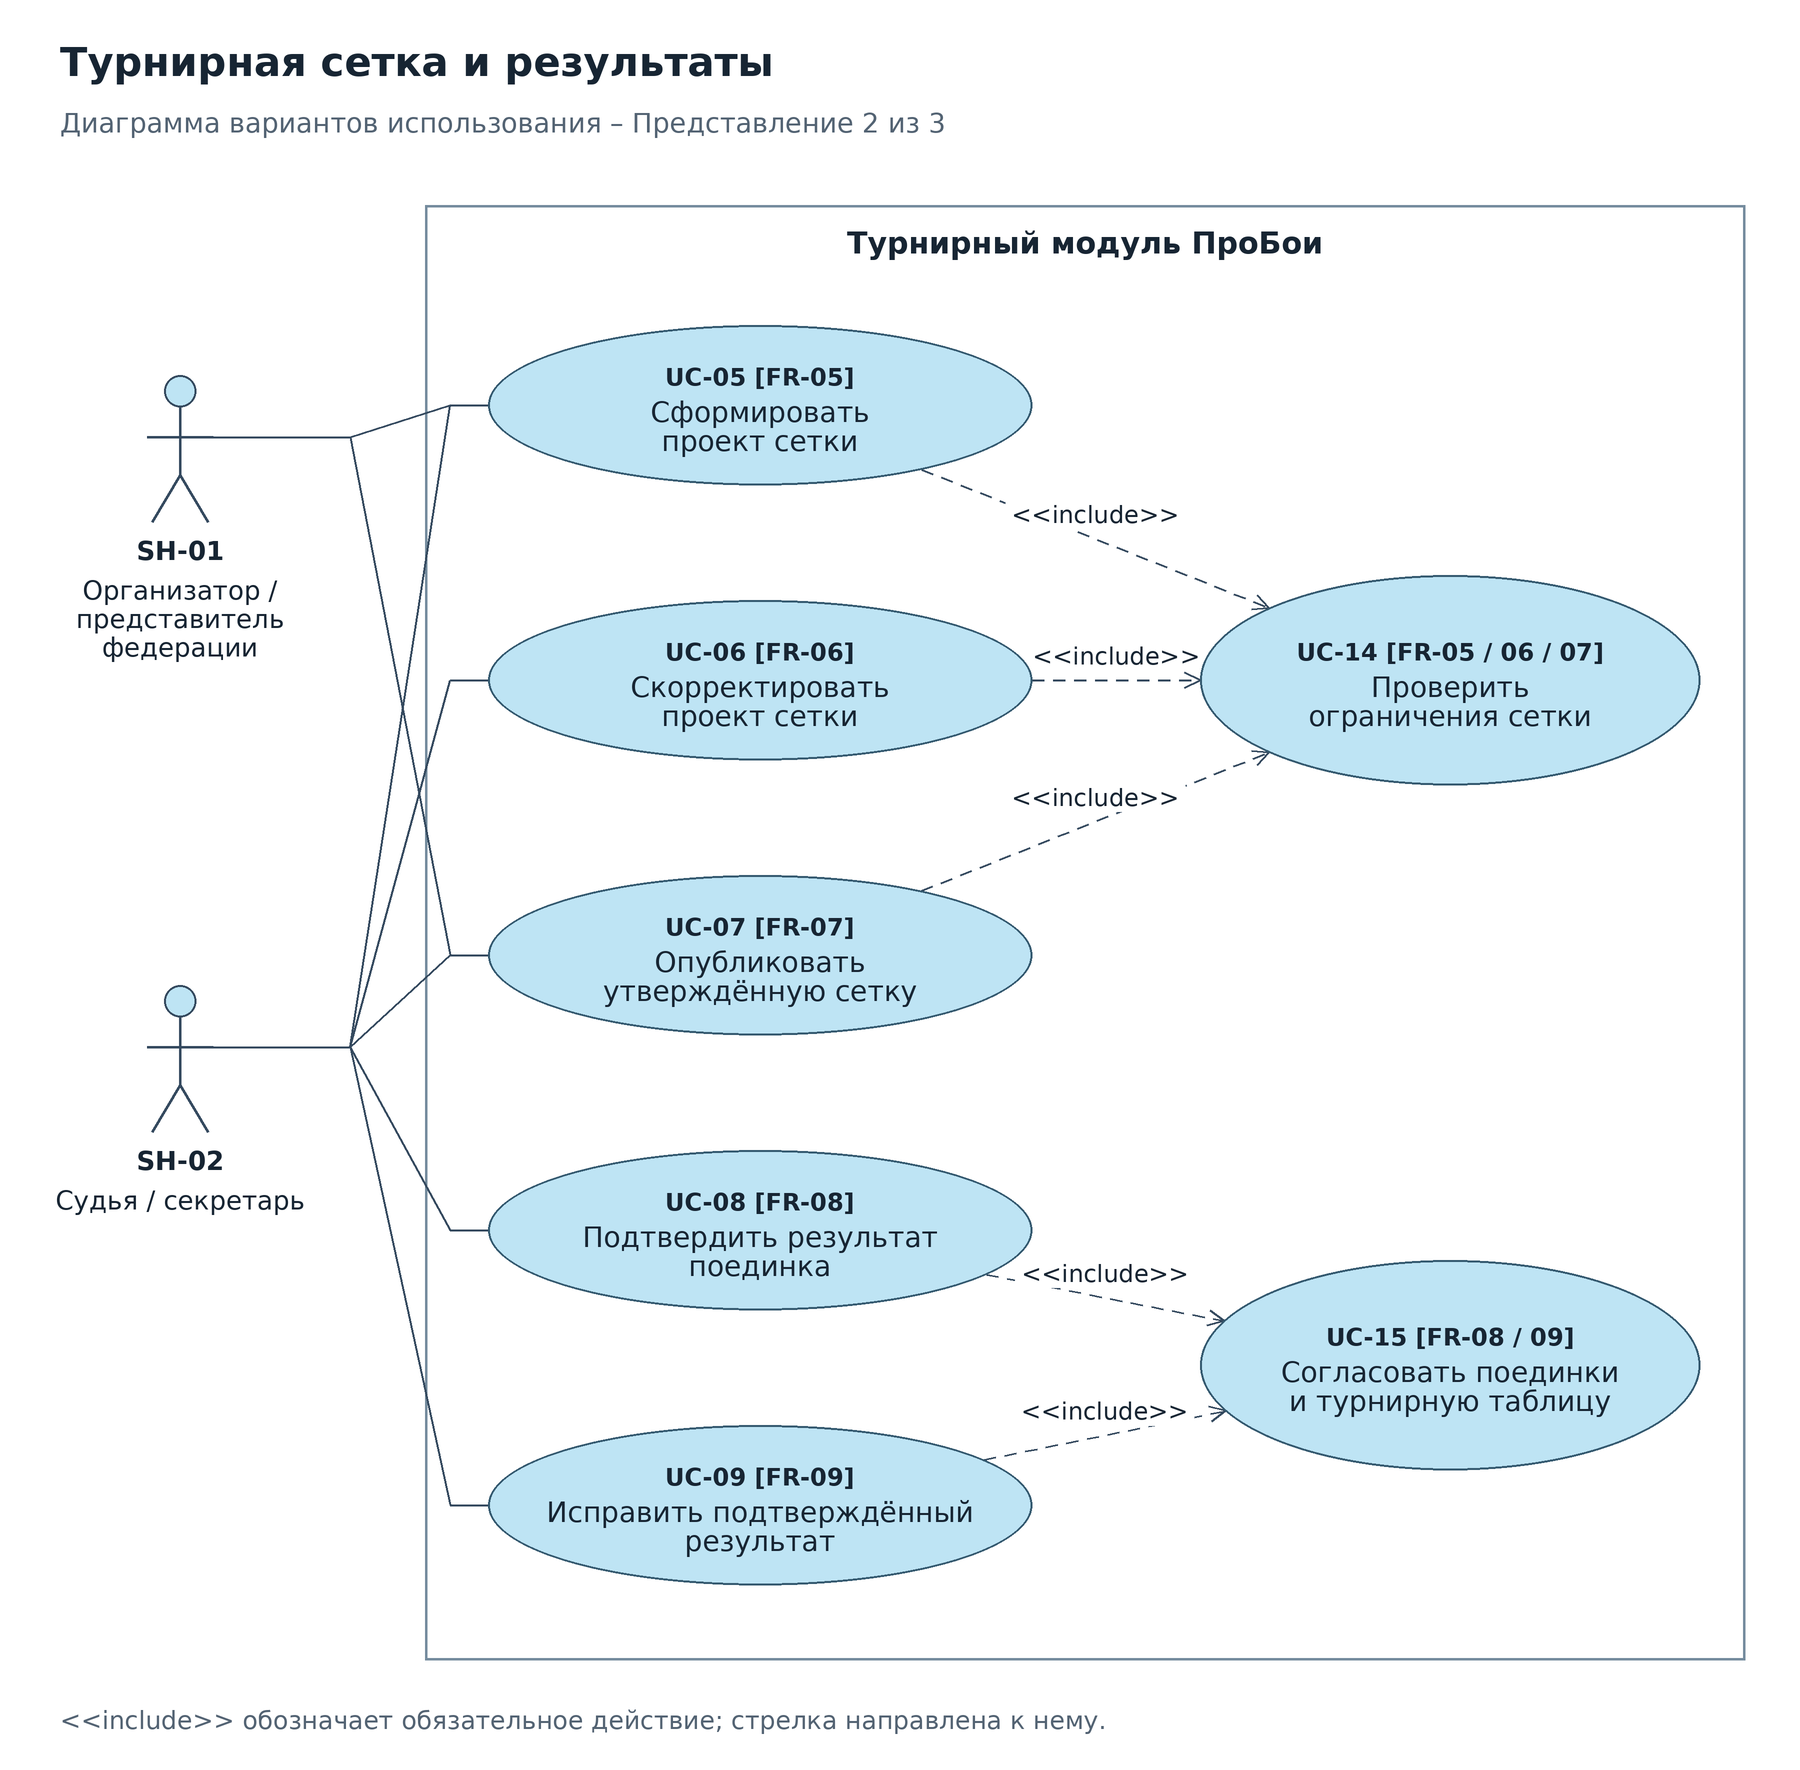 Турнирная сетка и результаты
Диаграмма вариантов использования – Представление 2 из 3
Турнирный модуль ПроБои
SH-01
Организатор /
представитель
федерации
SH-02
Судья / секретарь
UC-05 [FR-05]
Сформировать
проект сетки
<<include>>
UC-06 [FR-06]
Скорректировать
проект сетки
<<include>>
UC-14 [FR-05 / 06 / 07]
Проверить
ограничения сетки
<<include>>
UC-07 [FR-07]
Опубликовать
утверждённую сетку
UC-08 [FR-08]
Подтвердить результат
поединка
<<include>>
UC-15 [FR-08 / 09]
Согласовать поединки
и турнирную таблицу
<<include>>
UC-09 [FR-09]
Исправить подтверждённый
результат
<<include>> обозначает обязательное действие; стрелка направлена к нему.